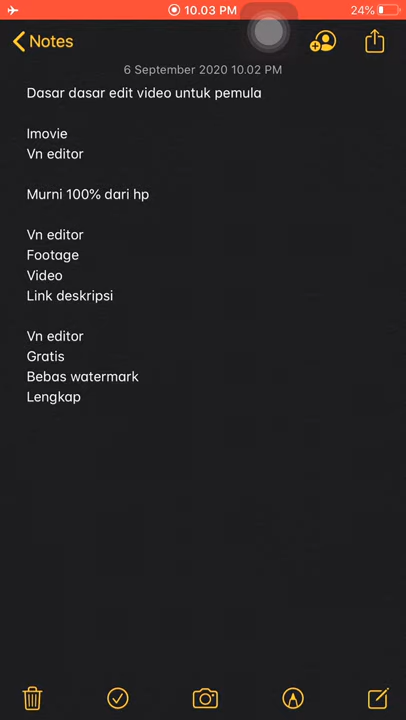 10.03 PM
24%
Notes
6 September 2020 10.02 PM
Dasar dasar edit video untuk pemula
Imovie
Vn editor
Murni 100% dari hp
Vn editor
Footage
Video
Link deskripsi
Vn editor
Gratis
Bebas watermark
Lengkap